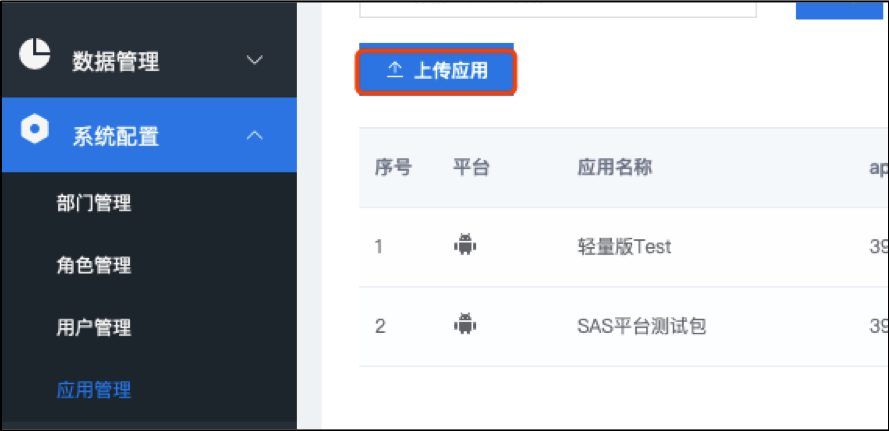 数据管理
系统配置
部门管理
角色管理
用户管理
应用管理
上传应用
序号 平台 应用名称 ap
1 轻量版Test 39
2 SAS平台测试包 39